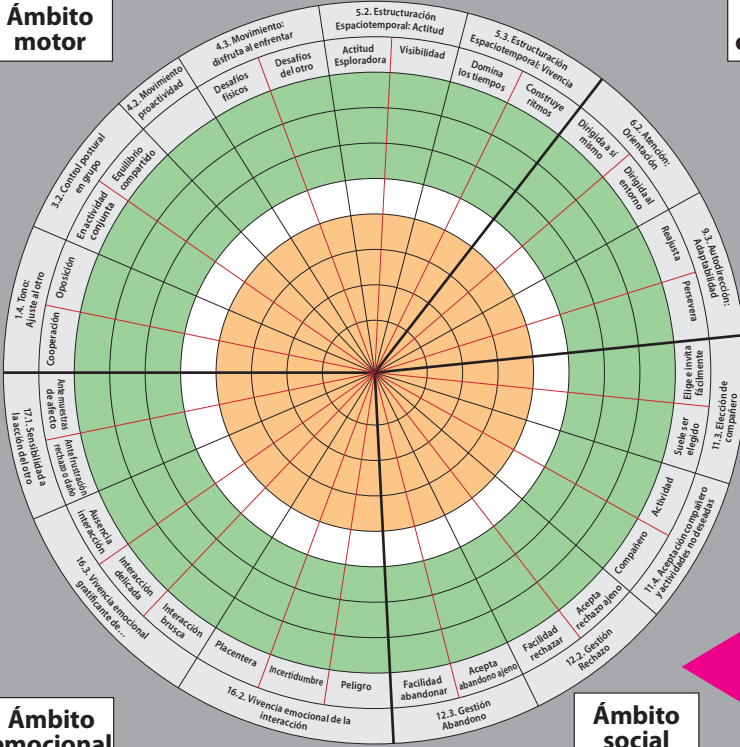 Ámbito
motor
4.3. Movimiento:
disfruta al enfrentar
Desafíos
físicos
Desafíos
del otro
5.2. Estructuración
Espaciotemporal: Actitud
Actitud
Exploradora
Visibilidad
5.3. Estructuración
Espaciotemporal: Vivencia
Domina
los tiempos
Construye
ritmos
6.2. Atención:
Orientación
Dirigida a sí
mismo
Dirigida al
entorno
9.3. Autodirección:
Adaptabilidad
Reajusta
Persevera
11.3. Elección de
compañero
Elige e invita
fácilmente
Suele ser
elegido
11.4. Aceptación compañero
y actividades no deseadas
Actividad
Compañero
12.2. Gestión
Rechazo
Acepta
rechazo ajeno
Facilidad
rechazar
12.3. Gestión
Abandono
Acepta
abandono ajeno
Facilidad
abandonar
16.2. Vivencia emocional de la
interacción
Peligro
Incertidumbre
Placentera
16.3. Vivencia emocional
gratificante de...
Interacción
brusca
Interacción
delicada
Ausencia
interacción
17.1. Sensibilidad a
la acción del otro
Ante frustración
rechazo o daño
Ante muestras
de afecto
1.4. Tono:
Ajuste al otro
Cooperación
Oposición
3.2. Control postural
en grupo
En actividad
conjunta
Equilibrio
compartido
4.2. Movimiento
proactividad
Ámbito
emocional
Ámbito
social